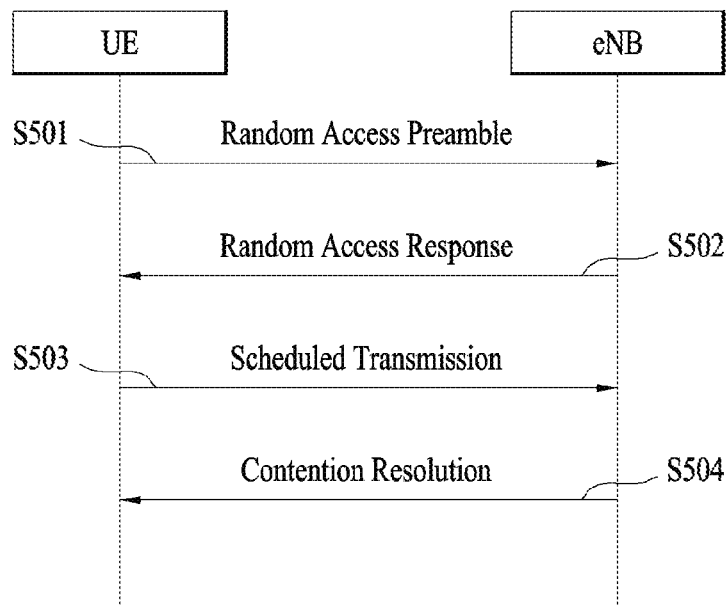 UE
eNB
S501
Random Access Preamble
Random Access Response
S502
S503
Scheduled Transmission
Contention Resolution
S504